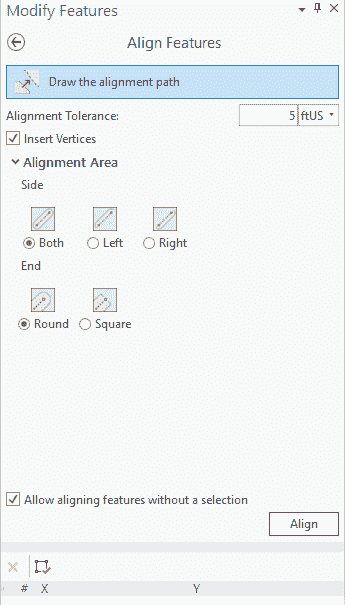 Modify Features
Align Features
Draw the alignment path
Alignment Tolerance: 5 ftUS
Insert Vertices
Alignment Area
Side
Both Left Right
End
Round Square
Allow aligning features without a selection
Align
# X Y